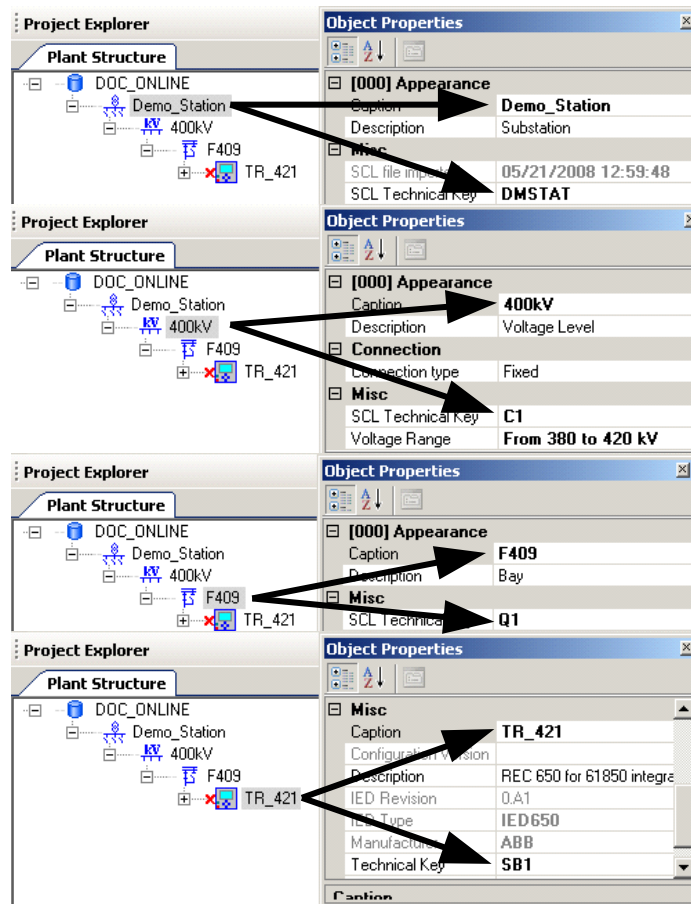 Project Explorer
Plant Structure
DOC_ONLINE
Demo_Station
400kV
F409
TR_421
Object Properties
[000] Appearance
Caption Demo_Station
Description Substation
Misc
SCL file 05/21/2008 12:59:48
SCL Technical Key DMSTAT
Project Explorer
Plant Structure
DOC_ONLINE
Demo_Station
400kV
F409
TR_421
Object Properties
[000] Appearance
Caption 400kV
Description Voltage Level
Connection
Connection type Fixed
Misc
SCL Technical Key C1
Voltage Range From 380 to 420 kV
Project Explorer
Plant Structure
DOC_ONLINE
Demo_Station
400kV
F409
TR_421
Object Properties
[000] Appearance
Caption F409
Description Bay
Misc
SCL Technical Q1
Project Explorer
Plant Structure
DOC_ONLINE
Demo_Station
400kV
F409
TR_421
Object Properties
Misc
Caption TR_421
Configuration Version
Description REC 650 for 61850 integra
IED Revision 0.A1
IED Type IED650
Manufacturer ABB
Technical Key SB1
Caption